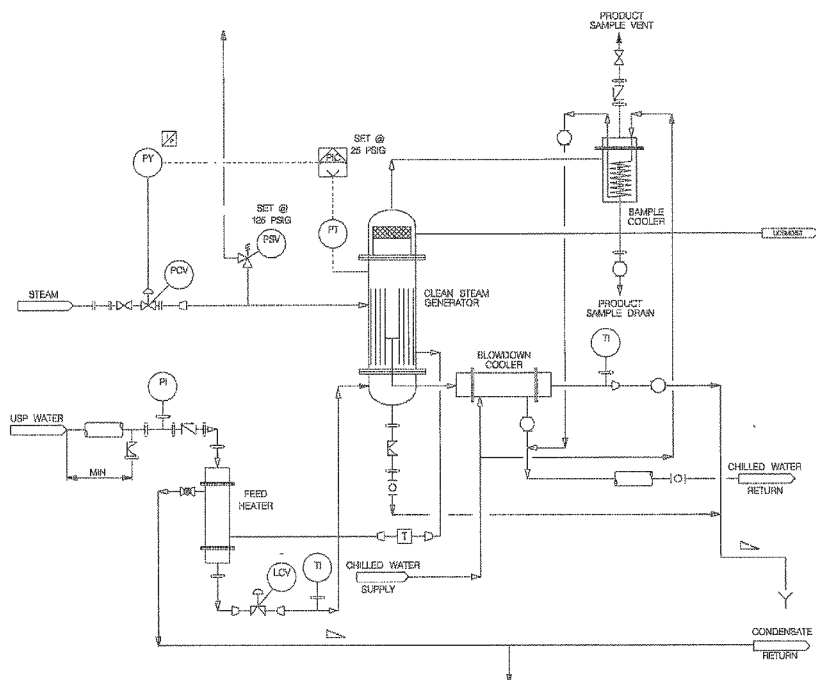 PRODUCT
SAMPLE VENT
I/P
PY
SET @
25 PSIG
PIC
SET @
125 PSIG
PSV
PT
SAMPLE
COOLER
PCV
STEAM
CLEAN STEAM
GENERATOR
PRODUCT
SAMPLE DRAIN
BLOWDOWN
COOLER
TI
PI
USP WATER
MIN
FEED
HEATER
CHILLED WATER
RETURN
T
LCV
TI
CHILLED WATER
SUPPLY
CONDENSATE
RETURN